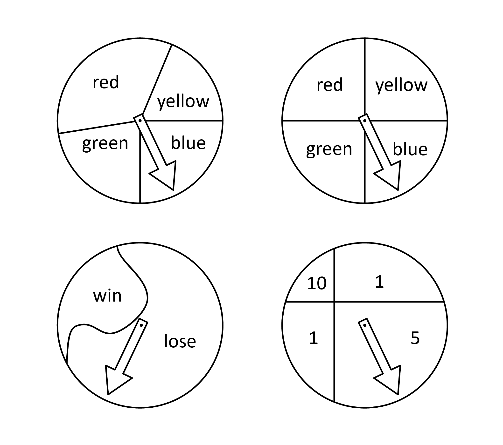 red
yellow
green
blue
red
yellow
green
blue
win
lose
10
1
1
5